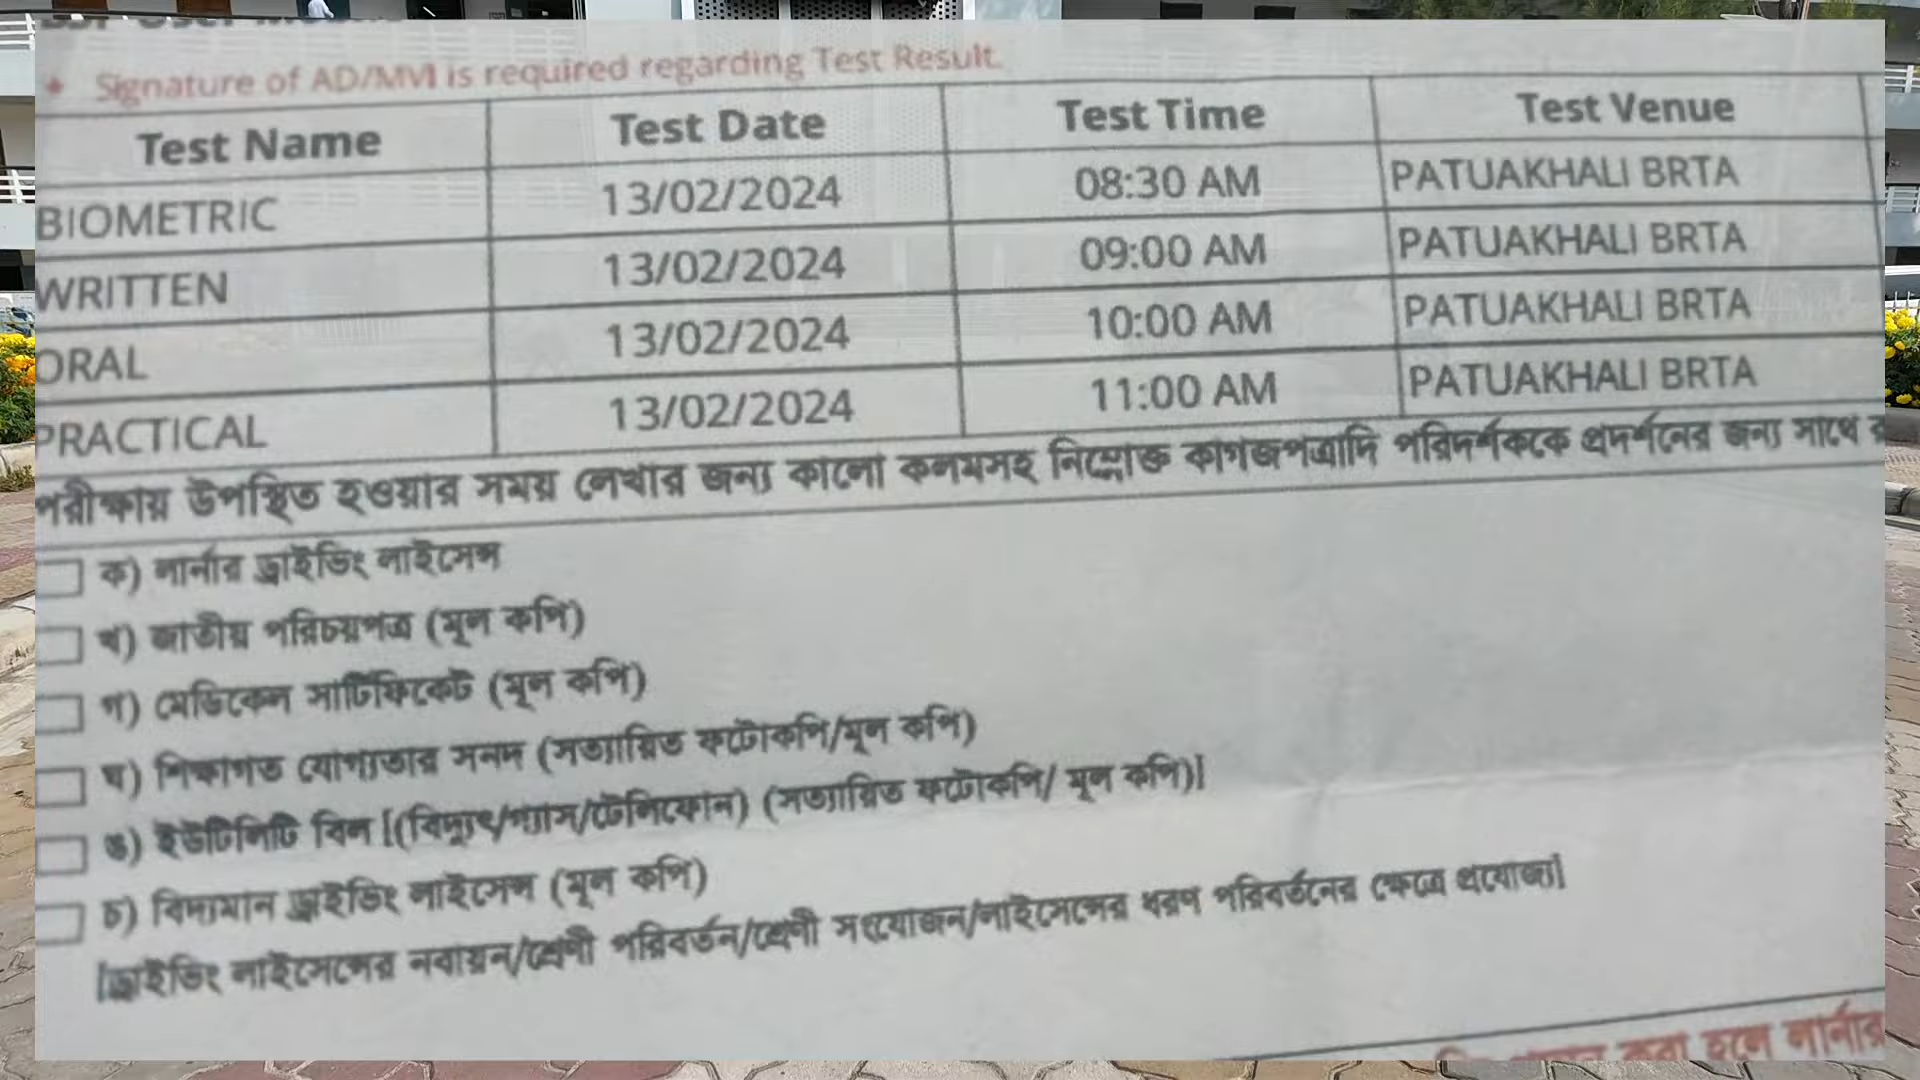 * Signature of AD/MVI is required regarding Test Result.
Test Name Test Date Test Time Test Venue
BIOMETRIC 13/02/2024 08:30 AM PATUAKHALI BRTA
WRITTEN 13/02/2024 09:00 AM PATUAKHALI BRTA
ORAL 13/02/2024 10:00 AM PATUAKHALI BRTA
PRACTICAL 13/02/2024 11:00 AM PATUAKHALI BRTA
পরীক্ষায় উপস্থিত হওয়ার সময় লেখার জন্য কালো কলমসহ নিম্নোক্ত কাগজপত্রাদি পরিদর্শককে প্রদর্শনের জন্য সাথে
ক) লার্নার ড্রাইভিং লাইসেন্স
খ) জাতীয় পরিচয়পত্র (মূল কপি)
গ) মেডিকেল সার্টিফিকেট (মূল কপি)
ঘ) শিক্ষাগত যোগ্যতার সনদ (সত্যায়িত ফটোকপি/মূল কপি)
ঙ) ইউটিলিটি বিল [(বিদ্যুৎ/গ্যাস/টেলিফোন) (সত্যায়িত ফটোকপি/ মূল কপি)]
চ) বিদ্যমান ড্রাইভিং লাইসেন্স (মূল কপি)
[ড্রাইভিং লাইসেন্সের নবায়ন/শ্রেণী পরিবর্তন/শ্রেণী সংযোজন/লাইসেন্সের ধরণ পরিবর্তনের ক্ষেত্রে প্রযোজ্য]
করা হলে লার্নার